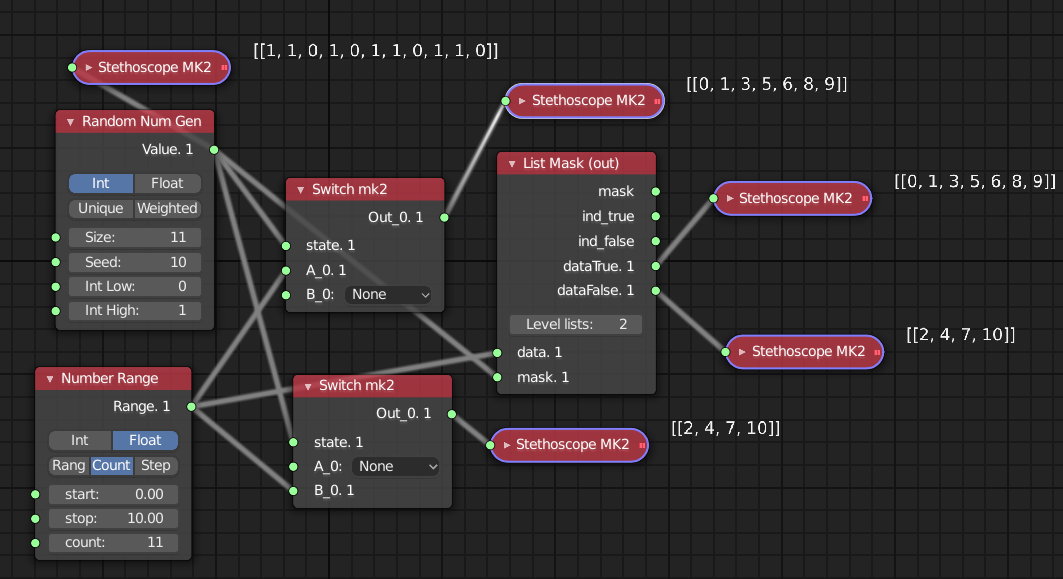 [[1, 1, 0, 1, 0, 1, 1, 0, 1, 1, 0]]
Stethoscope MK2
Random Num Gen
Value. 1
Int Float
Unique Weighted
Size: 11
Seed: 10
Int Low: 0
Int High: 1
Switch mk2
Out_0. 1
state. 1
A_0. 1
B_0: None
[[0, 1, 3, 5, 6, 8, 9]]
Stethoscope MK2
List Mask (out)
mask
ind_true
ind_false
dataTrue. 1
dataFalse. 1
Level lists: 2
data. 1
mask. 1
[[0, 1, 3, 5, 6, 8, 9]]
Stethoscope MK2
[[2, 4, 7, 10]]
Stethoscope MK2
Number Range
Range. 1
Int Float
Rang Count Step
start: 0.00
stop: 10.00
count: 11
Switch mk2
Out_0. 1
state. 1
A_0: None
B_0. 1
[[2, 4, 7, 10]]
Stethoscope MK2